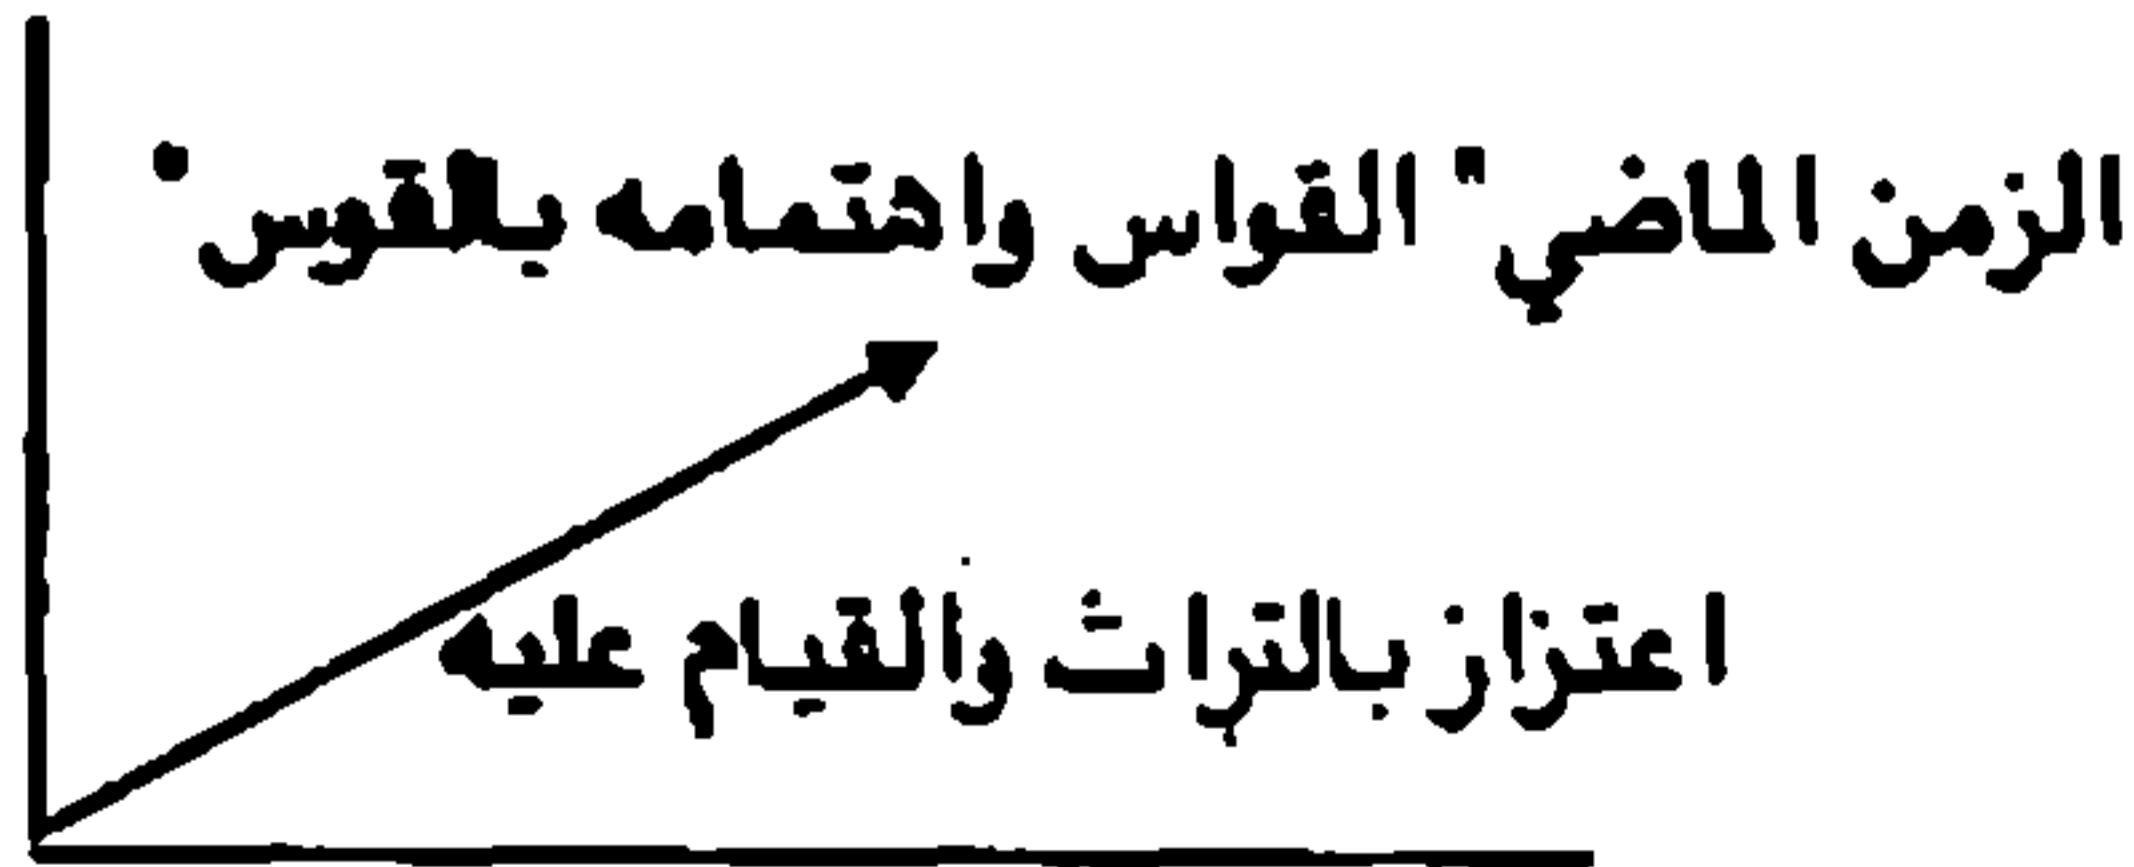 الزمن الماضي" القواس واهتمامه بالقوس"
اعتزاز بالتراث والقيام عليه